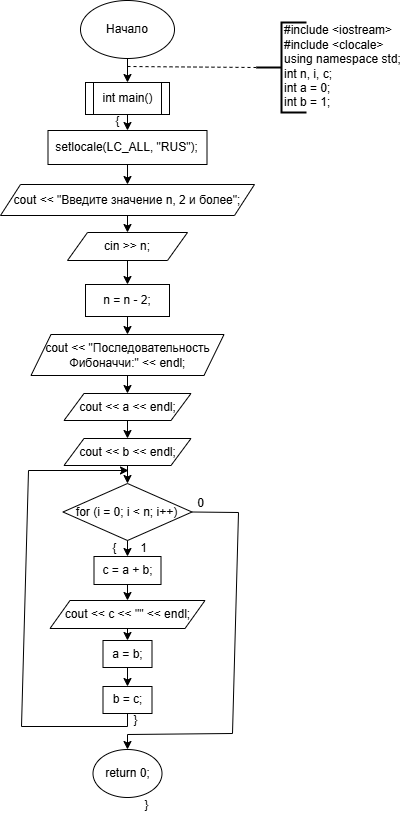 Начало
#include <iostream>
#include <clocale>
using namespace std;
int n, i, c;
int a = 0;
int b = 1;
int main()
{
setlocale(LC_ALL, "RUS");
cout << "Введите значение n, 2 и более";
cin >> n;
n = n - 2;
cout << "Последовательность
Фибоначчи:" << endl;
cout << a << endl;
cout << b << endl;
for (i = 0; i < n; i++)
0
{ 1
c = a + b;
cout << c << "" << endl;
a = b;
b = c;
}
return 0;
}